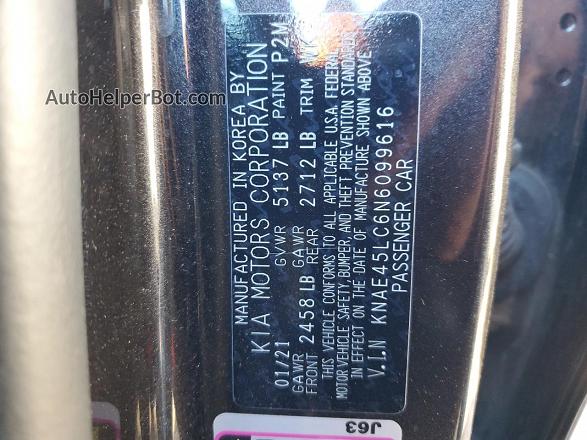 AutoHelperBot.com
MANUFACTURED IN KOREA BY
KIA MOTORS CORPORATION
01/21 GVWR 5137 LB PAINT P2M
GAWR FRONT 2458 LB GAWR REAR 2712 LB TRIM WK
THIS VEHICLE CONFORMS TO ALL APPLICABLE U.S.A. FEDERAL
MOTOR VEHICLE SAFETY, BUMPER, AND THEFT PREVENTION STANDARDS
IN EFFECT ON THE DATE OF MANUFACTURE SHOWN ABOVE
V.I.N KNAE45LC6N6099616
PASSENGER CAR
J63